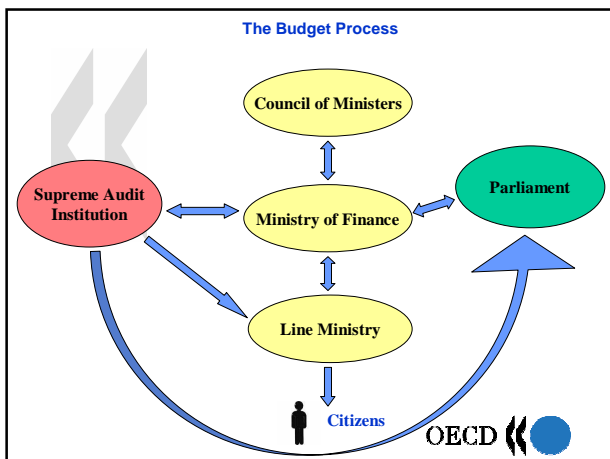 The Budget Process
Council of Ministers
Supreme Audit
Institution
Ministry of Finance
Parliament
Line Ministry
Citizens
OECD